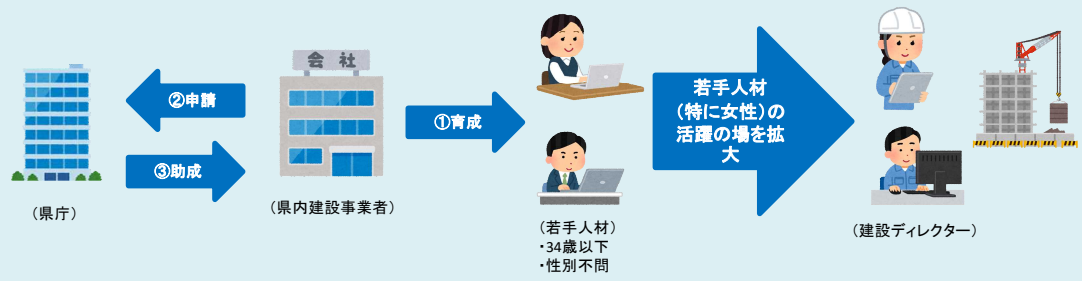 ②申請
③助成
(県庁)
会社
(県内建設事業者)
①育成
(若手人材)
・34歳以下
・性別不問
若手人材
(特に女性)の
活躍の場を拡
大
(建設ディレクター)